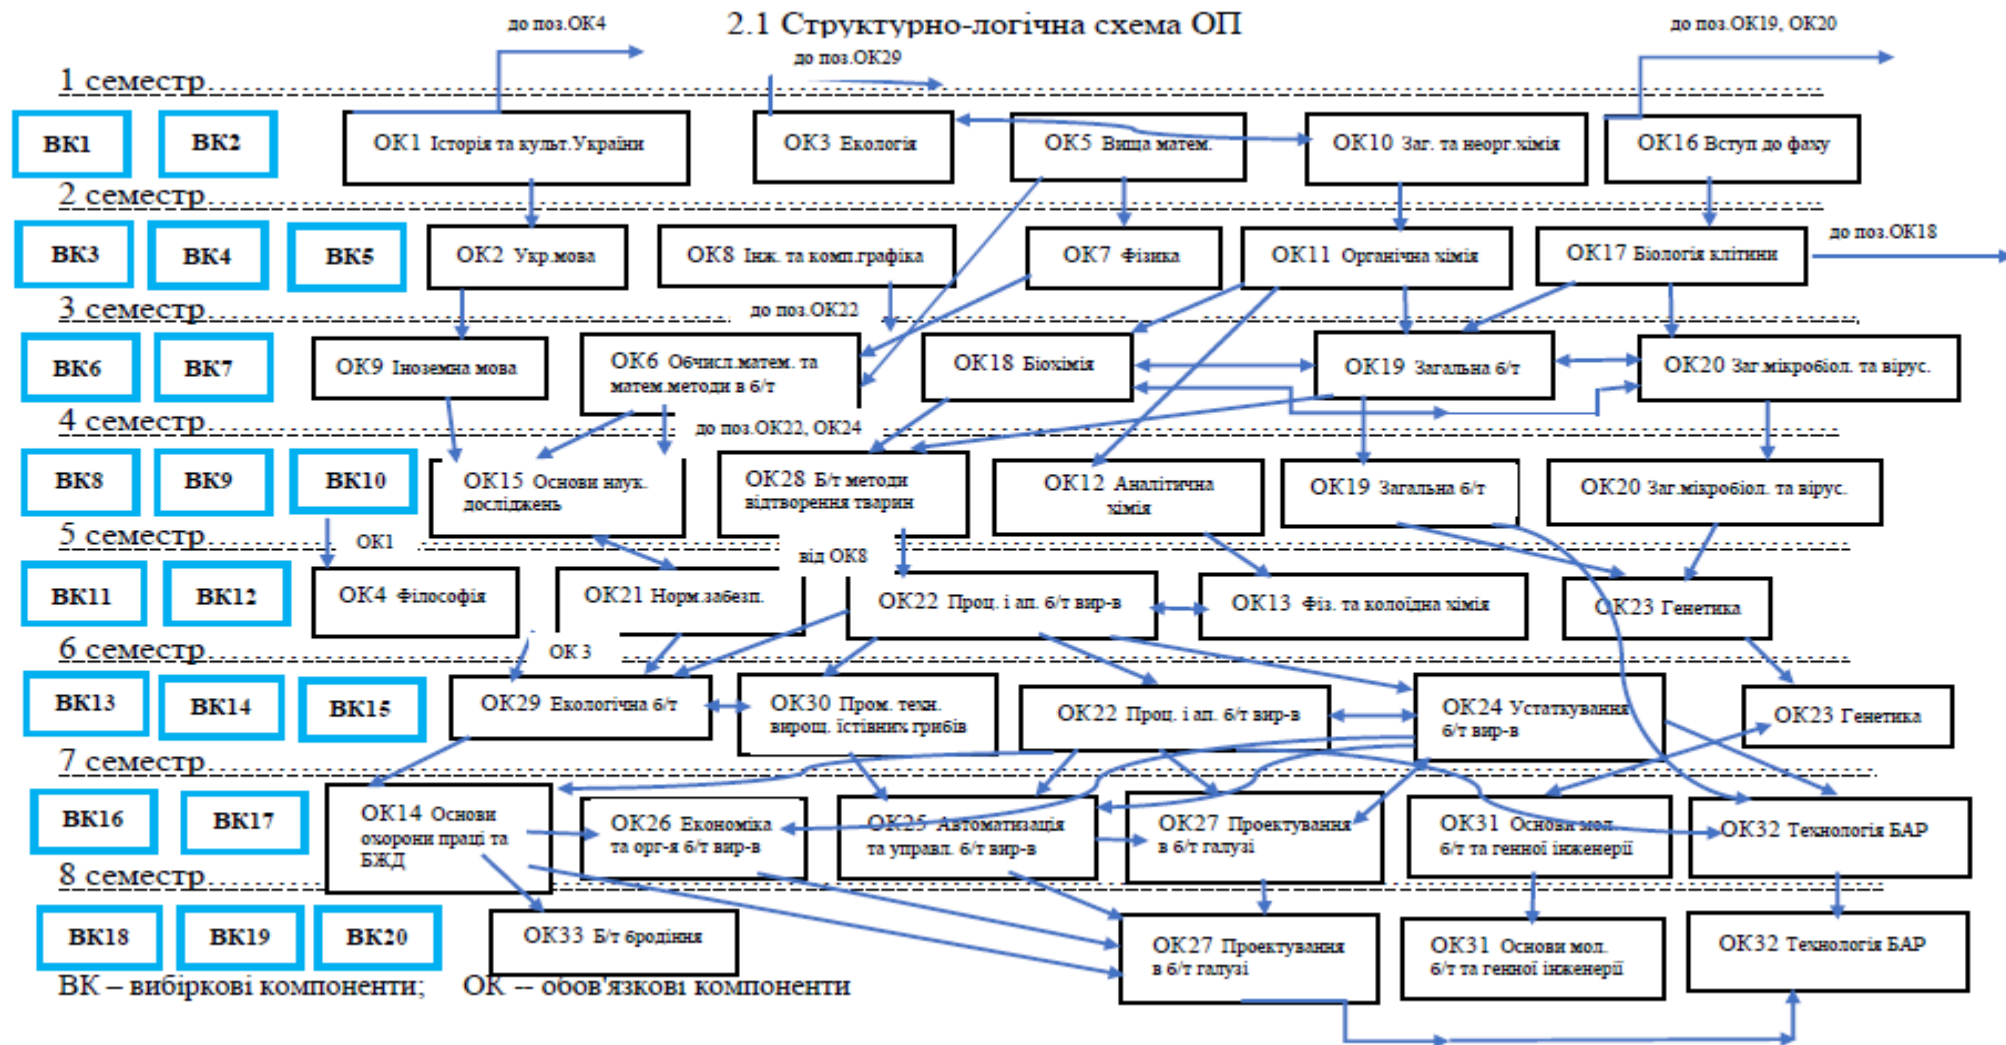 до поз.ОК4
2.1 Структурно-логічна схема ОП
до поз.ОК19, ОК20
до поз.ОК29
1 семестр
ВК1
ВК2
ОК1 Історія та культ.України
ОК3 Екологія
ОК5 Вища матем.
ОК10 Заг. та неорг.хімія
ОК16 Вступ до фаху
2 семестр
ВК3
ВК4
ВК5
ОК2 Укр.мова
ОК8 Інж. та комп.графіка
ОК7 Фізика
ОК11 Органічна хімія
ОК17 Біологія клітини
до поз.ОК18
3 семестр
до поз.ОК22
ВК6
ВК7
ОК9 Іноземна мова
ОК6 Обчисл.матем. та
матем.методи в б/т
ОК18 Біохімія
ОК19 Загальна б/т
ОК20 Заг.мікробіол. та вірус.
4 семестр
до поз.ОК22, ОК24
ВК8
ВК9
ВК10
ОК15 Основи наук.
досліджень
ОК28 Б/т методи
відтворення тварин
ОК12 Аналітична
хімія
ОК19 Загальна б/т
ОК20 Заг.мікробіол. та вірус.
5 семестр
ОК1
від ОК8
ВК11
ВК12
ОК4 Філософія
ОК21 Норм.забезп.
ОК22 Проц. і ап. б/т вир-в
ОК13 Фіз. та колоїдна хімія
ОК23 Генетика
6 семестр
ОК 3
ВК13
ВК14
ВК15
ОК29 Екологічна б/т
ОК30 Пром. техн.
вирощ. їстівних грибів
ОК22 Проц. і ап. б/т вир-в
ОК24 Устаткування
б/т вир-в
ОК23 Генетика
7 семестр
ВК16
ВК17
ОК14 Основи
охорони праці та
БЖД
ОК26 Економіка
та орг-я б/т вир-в
ОК25 Автоматизація
та управл. б/т вир-в
ОК27 Проектування
в б/т галузі
ОК31 Основи мол.
б/т та генної інженерії
ОК32 Технологія БАР
8 семестр
ВК18
ВК19
ВК20
ОК33 Б/т бродіння
ОК27 Проектування
в б/т галузі
ОК31 Основи мол.
б/т та генної інженерії
ОК32 Технологія БАР
ВК – вибіркові компоненти; ОК -- обов'язкові компоненти